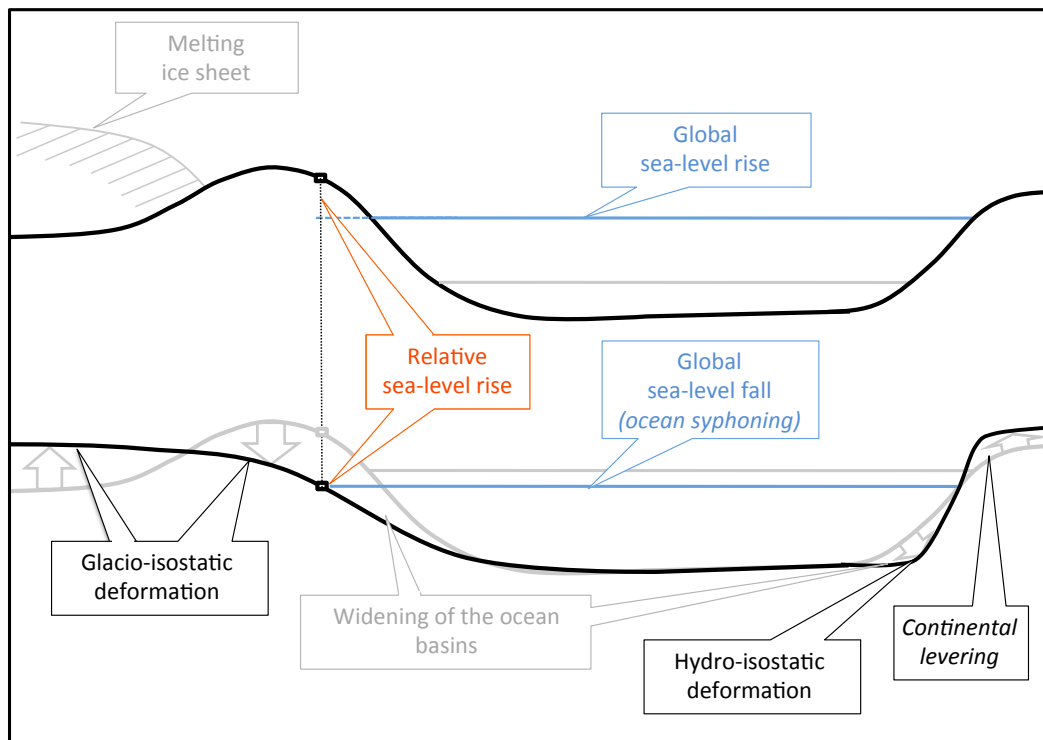 Melting
ice sheet
Global
sea-level rise
Relative
sea-level rise
Global
sea-level fall
(ocean syphoning)
Glacio-isostatic
deformation
Widening of the ocean
basins
Hydro-isostatic
deformation
Continental
levering